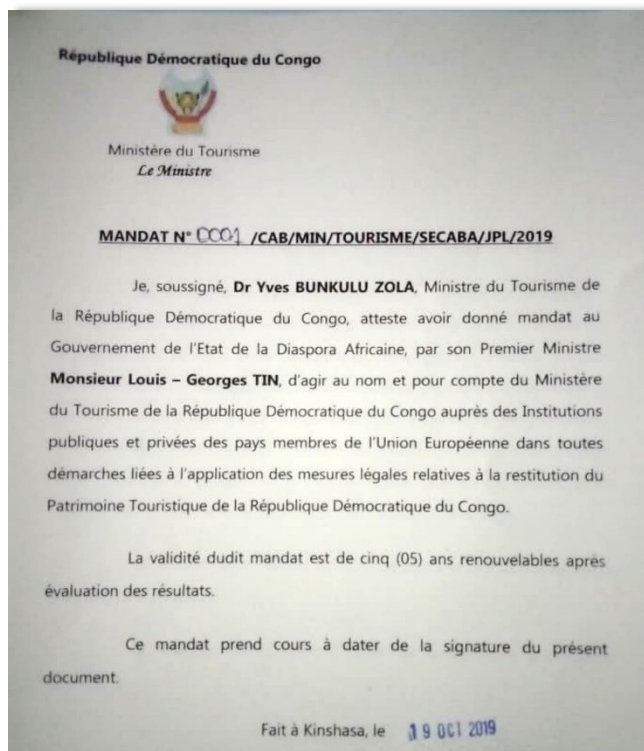 République Démocratique du Congo
Ministère du Tourisme
Le Ministre
MANDAT N° 0001 /CAB/MIN/TOURISME/SECABA/JPL/2019
Je, soussigné, Dr Yves BUNKULU ZOLA, Ministre du Tourisme de
la République Démocratique du Congo, atteste avoir donné mandat au
Gouvernement de l'Etat de la Diaspora Africaine, par son Premier Ministre
Monsieur Louis – Georges TIN, d'agir au nom et pour compte du Ministère
du Tourisme de la République Démocratique du Congo auprès des Institutions
publiques et privées des pays membres de l'Union Européenne dans toutes
démarches liées à l'application des mesures légales relatives à la restitution du
Patrimoine Touristique de la République Démocratique du Congo.
La validité dudit mandat est de cinq (05) ans renouvelables après
évaluation des résultats.
Ce mandat prend cours à dater de la signature du présent
document.
Fait à Kinshasa, le 19 OCT 2019